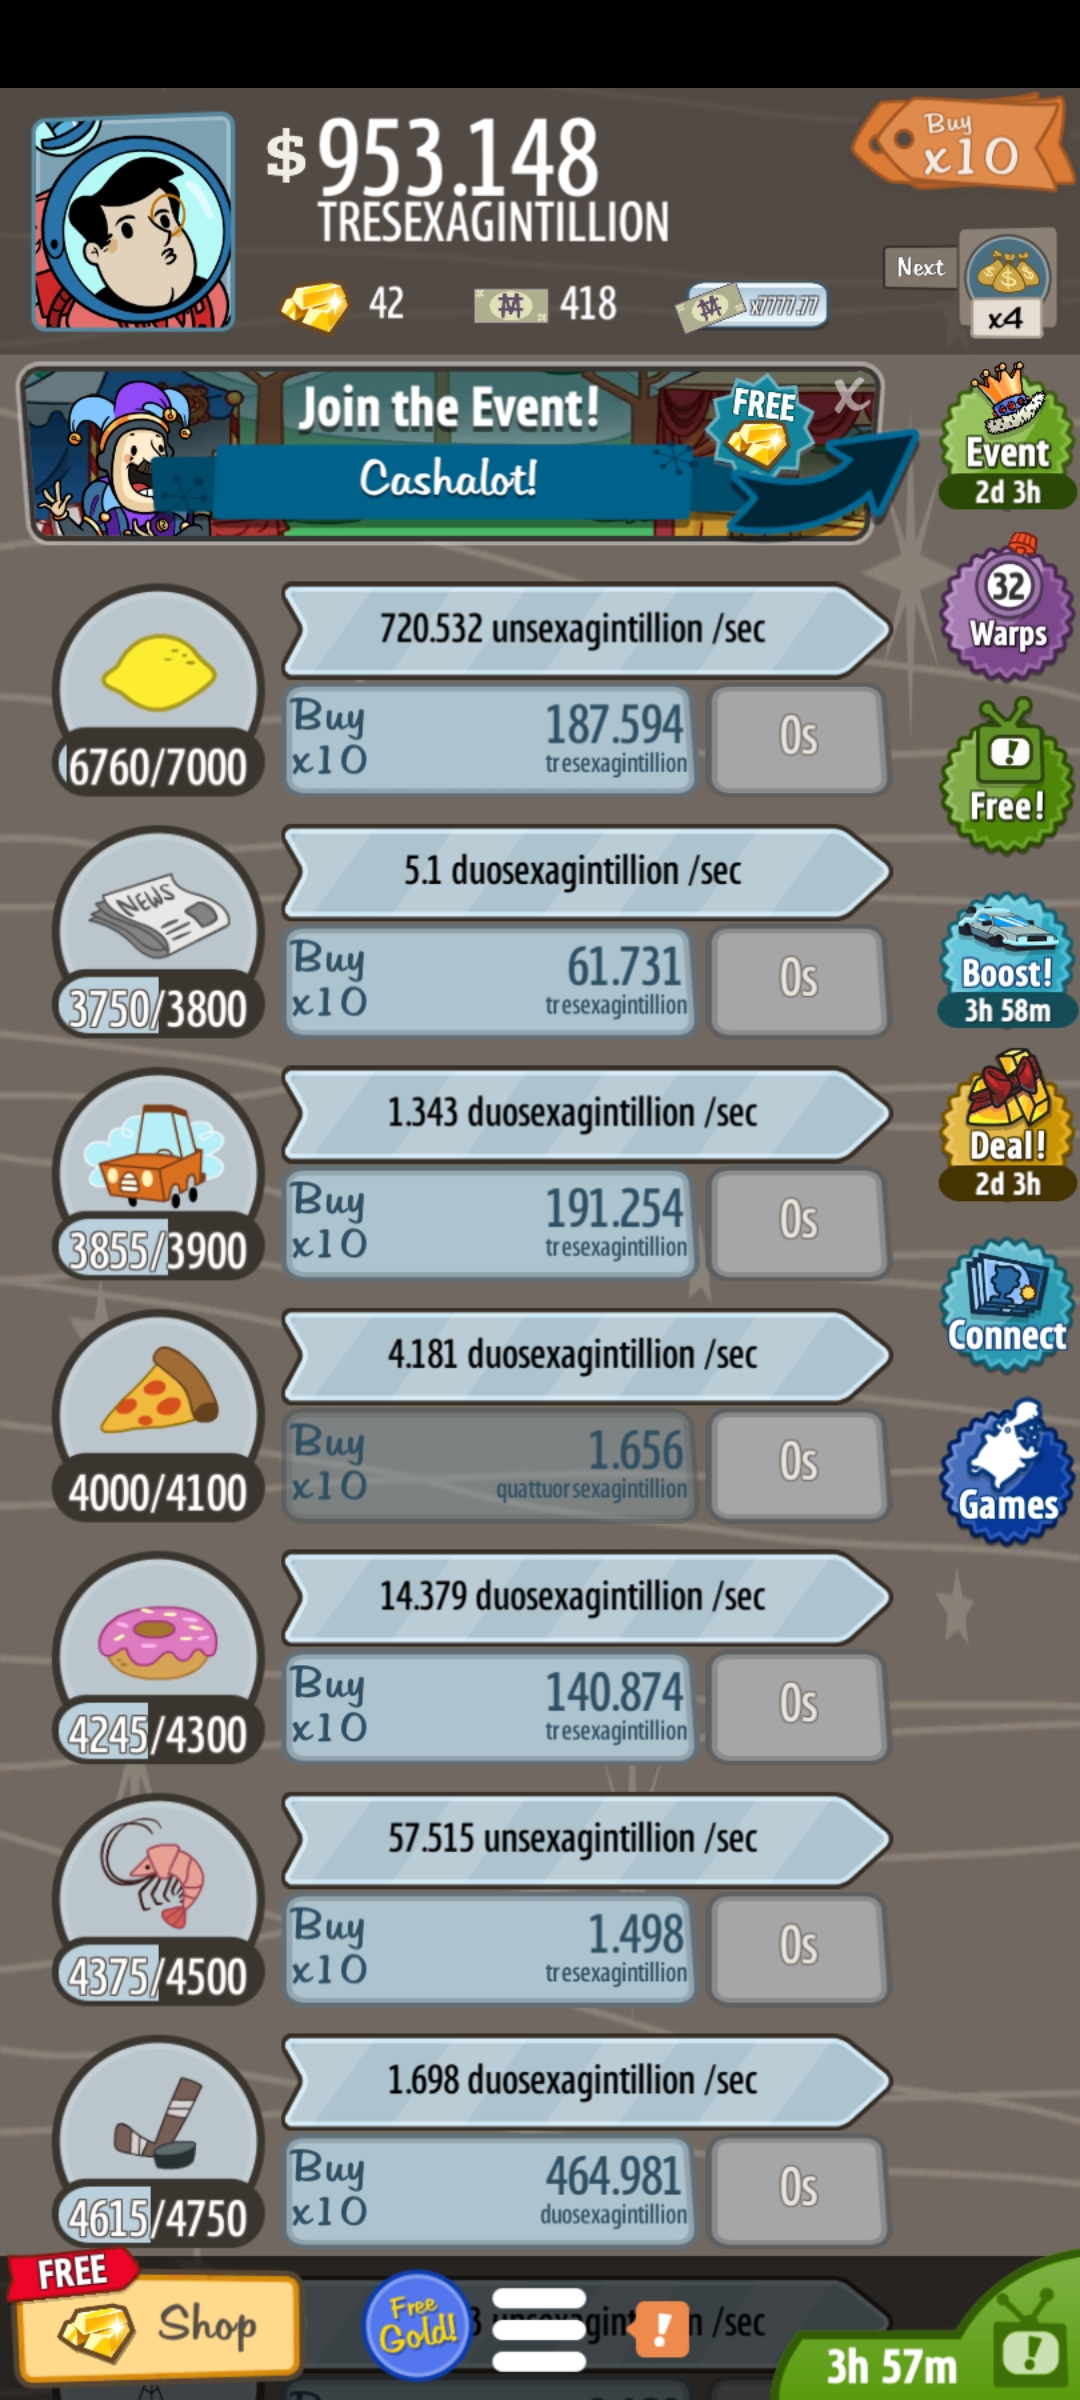 $953.148
TRESEXAGINTILLION
Buy
x10
42
418
x7777.77
Next
x4
Join the Event!
Cashalot!
FREE
X
Event
2d 3h
32
Warps
Free!
Boost!
3h 58m
Deal!
2d 3h
Connect
Games
720.532 unsexagintillion /sec
6760/7000
Buy
x10
187.594
tresexagintillion
0s
NEWS
5.1 duosexagintillion /sec
3750/3800
Buy
x10
61.731
tresexagintillion
0s
1.343 duosexagintillion /sec
3855/3900
Buy
x10
191.254
tresexagintillion
0s
4.181 duosexagintillion /sec
4000/4100
Buy
x10
1.656
quattuorsexagintillion
0s
14.379 duosexagintillion /sec
4245/4300
Buy
x10
140.874
tresexagintillion
0s
57.515 unsexagintillion /sec
4375/4500
Buy
x10
1.498
tresexagintillion
0s
1.698 duosexagintillion /sec
4615/4750
Buy
x10
464.981
duosexagintillion
0s
FREE
Shop
Free
Gold!
/sec
!
3h 57m
!